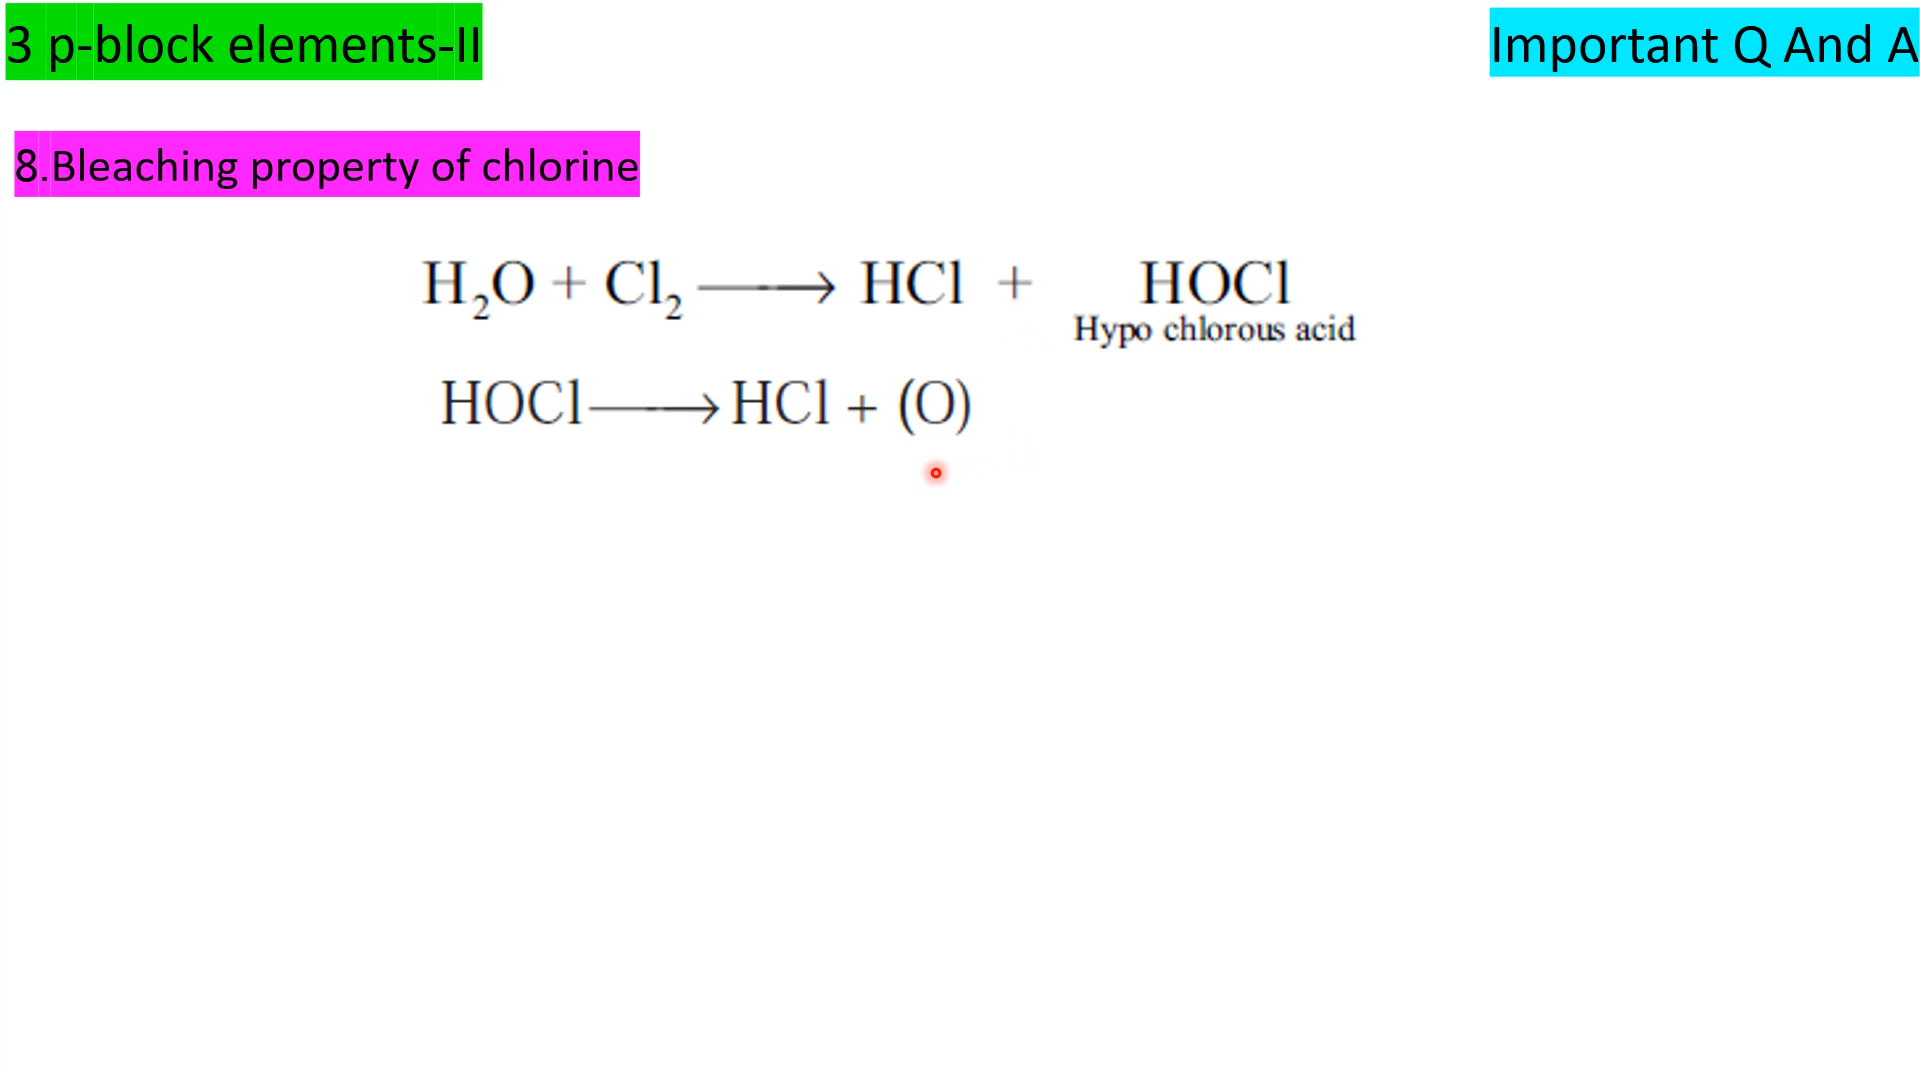 3 p-block elements-II
Important Q And A
8.Bleaching property of chlorine
H₂O + Cl₂ ⟶ HCl + HOCl
Hypo chlorous acid
HOCl ⟶ HCl + (O)